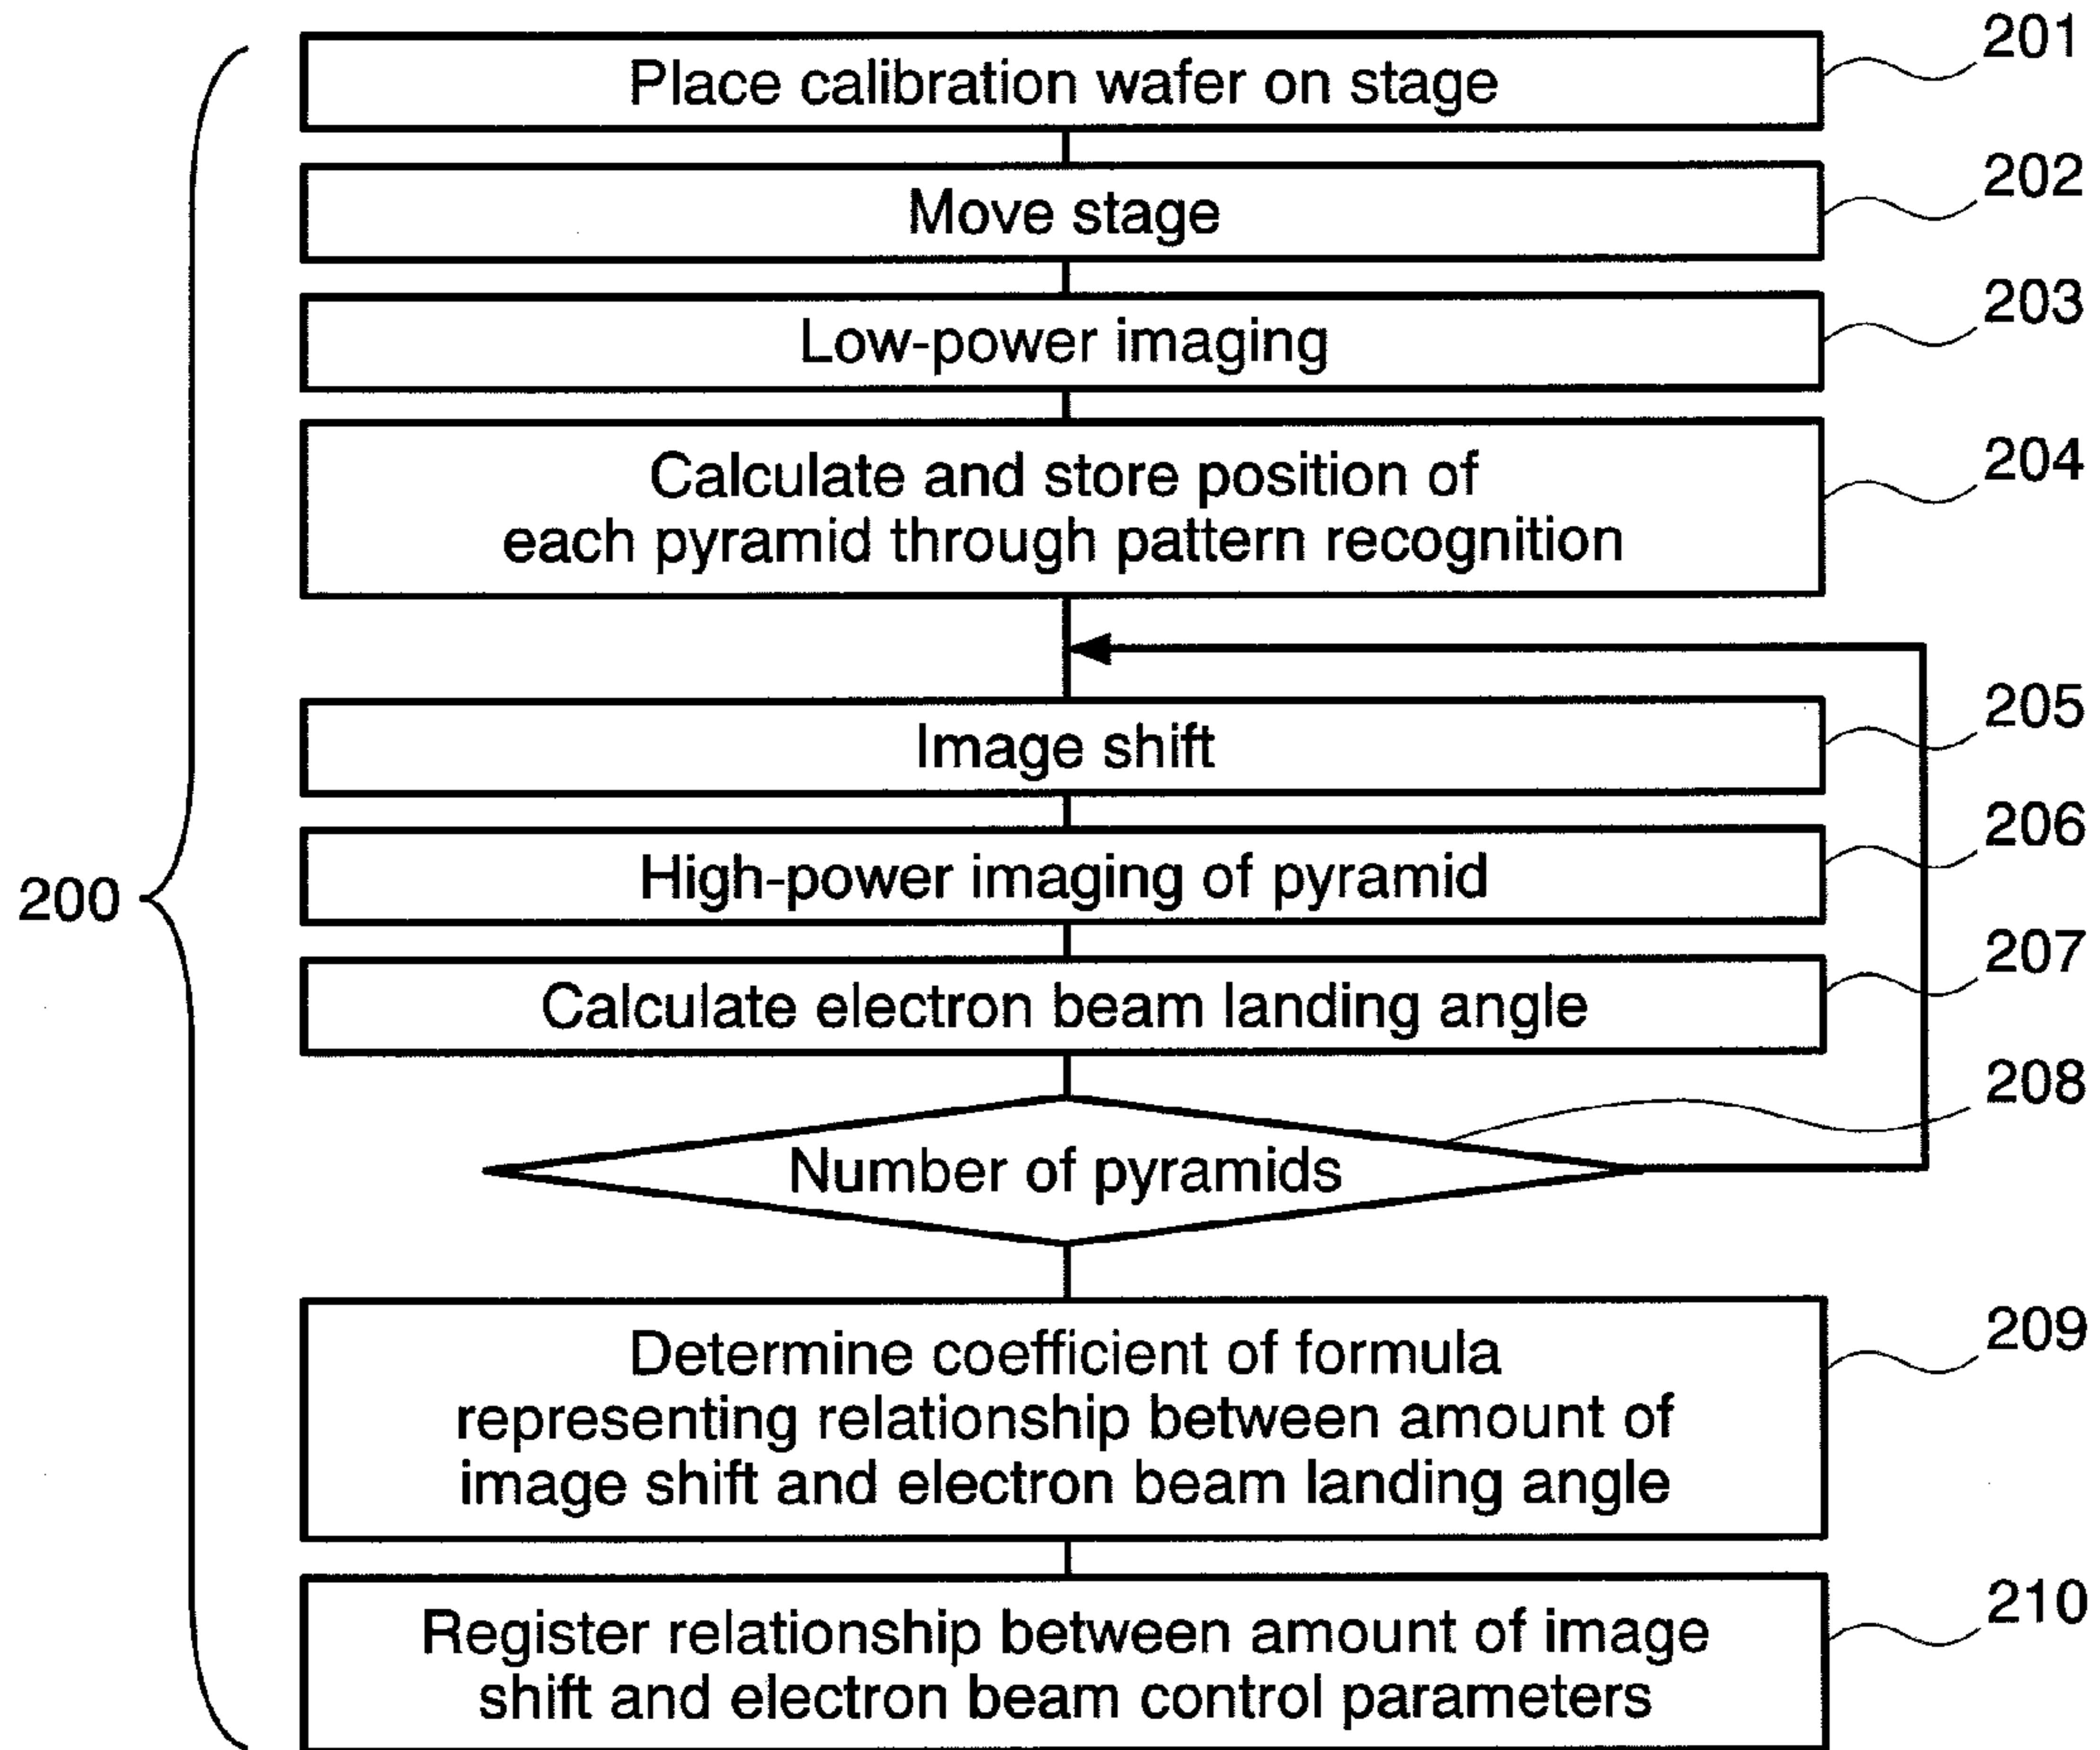 201
Place calibration wafer on stage
202
Move stage
203
Low-power imaging
204
Calculate and store position of
each pyramid through pattern recognition
205
Image shift
206
High-power imaging of pyramid
200
207
Calculate electron beam landing angle
208
Number of pyramids
209
Determine coefficient of formula
representing relationship between amount of
image shift and electron beam landing angle
210
Register relationship between amount of image
shift and electron beam control parameters